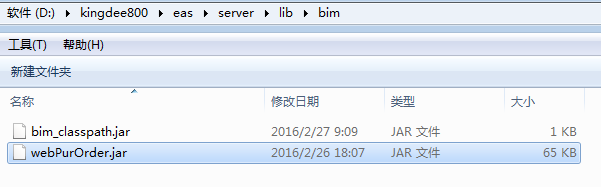 软件 (D:) ▸ kingdee800 ▸ eas ▸ server ▸ lib ▸ bim
工具(T) 帮助(H)
新建文件夹
名称 修改日期 类型 大小
bim_classpath.jar 2016/2/27 9:09 JAR 文件 1 KB
webPurOrder.jar 2016/2/26 18:07 JAR 文件 65 KB